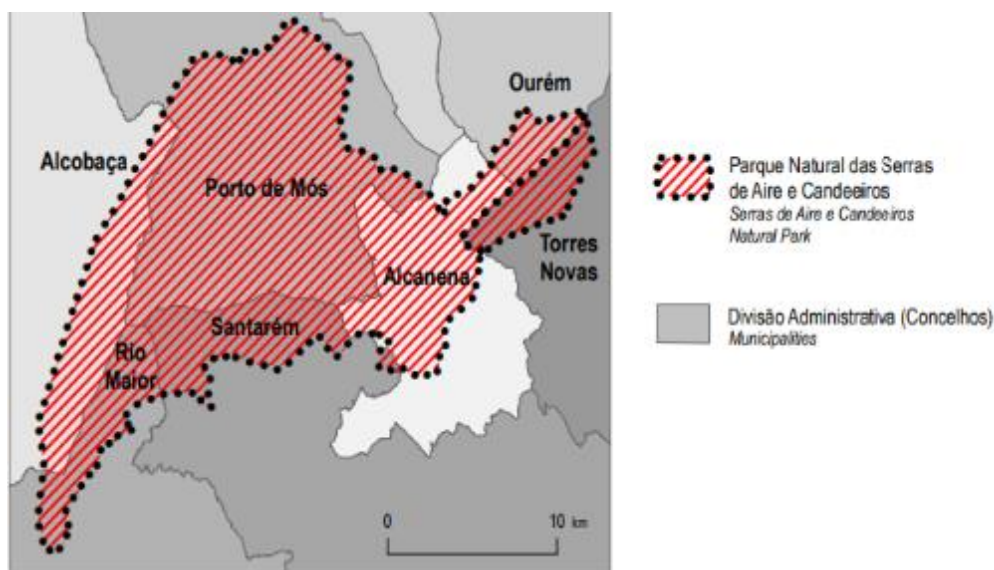 Ourém
Alcobaça
Porto de Mós
Alcanena
Torres
Novas
Santarém
Rio
Maior
0
10 km
Parque Natural das Serras
de Aire e Candeeiros
Serras de Aire e Candeeiros
Natural Park
Divisão Administrativa (Concelhos)
Municipalities